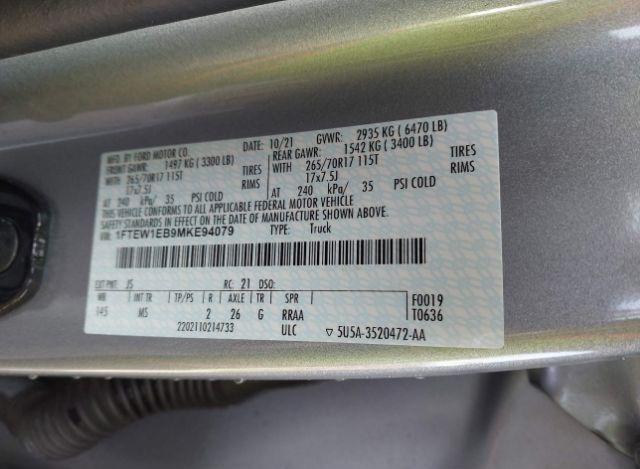 MFD. BY FORD MOTOR CO.
DATE: 10/21 GVWR: 2935 KG ( 6470 LB)
FRONT GAWR: 1497 KG ( 3300 LB)
REAR GAWR: 1542 KG ( 3400 LB)
WITH 265/70R17 115T TIRES
WITH 265/70R17 115T TIRES
17x7.5J RIMS
17x7.5J RIMS
AT 240 kPa/ 35 PSI COLD
AT 240 kPa/ 35 PSI COLD
THIS VEHICLE CONFORMS TO ALL APPLICABLE FEDERAL MOTOR VEHICLE
SAFETY STANDARDS IN EFFECT ON THE DATE OF MANUFACTURE SHOWN ABOVE.
VIN: 1FTEW1EB9MKE94079 TYPE: Truck
EXT PNT: JS RC: 21 DSO:
WB INT TR TP/PS R AXLE TR SPR F0019
145 MS 2 26 G RRAA T0636
2202110214733 ULC ▽ 5U5A-3520472-AA